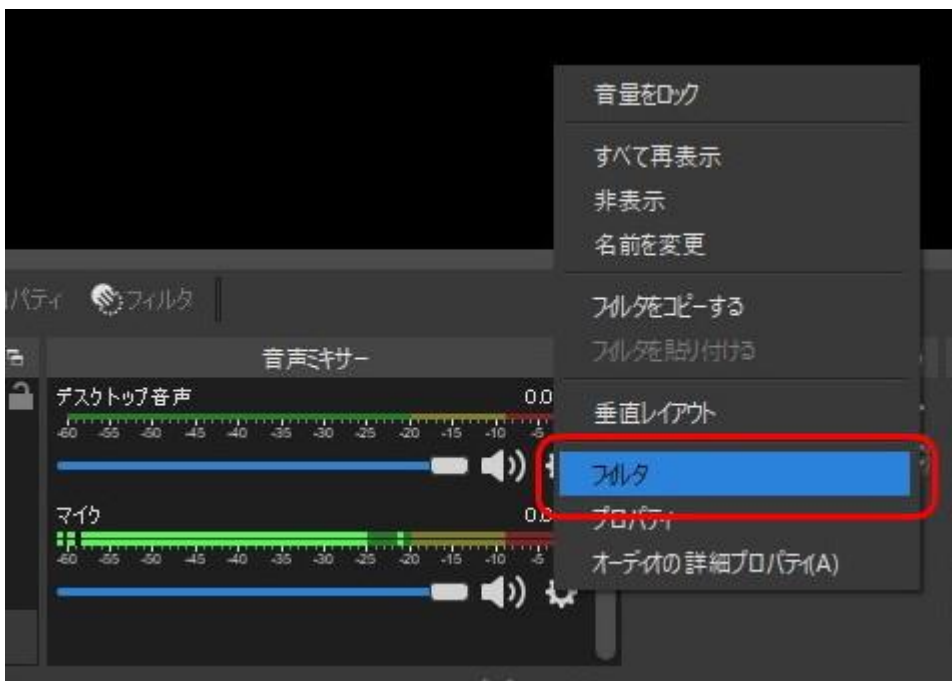 音量をロック
すべて再表示
非表示
名前を変更
フィルタをコピーする
フィルタを貼り付ける
垂直レイアウト
フィルタ
プロパティ
オーディオの詳細プロパティ(A)
パティ
フィルタ
音声ミキサー
デスクトップ音声 0.0
-60 -55 -50 -45 -40 -35 -30 -25 -20 -15 -10 -5
マイク 0.0
-60 -55 -50 -45 -40 -35 -30 -25 -20 -15 -10 -5